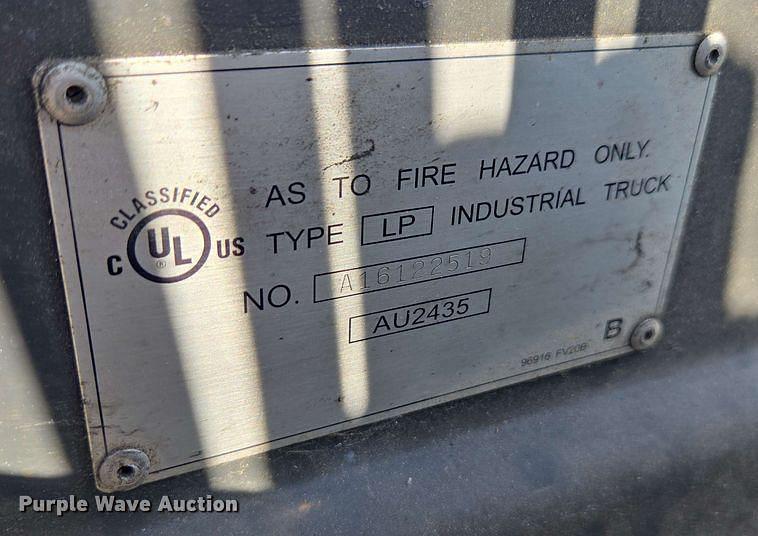 CLASSIFIED
C UL US
®
AS TO FIRE HAZARD ONLY.
TYPE LP INDUSTRIAL TRUCK
NO. A16122519
AU2435
96916 FV20B B
Purple Wave Auction